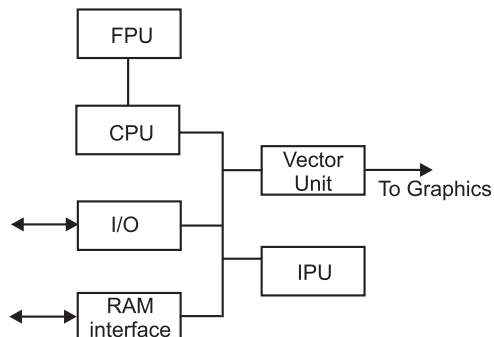 FPU
CPU
Vector
Unit
To Graphics
I/O
IPU
RAM
interface